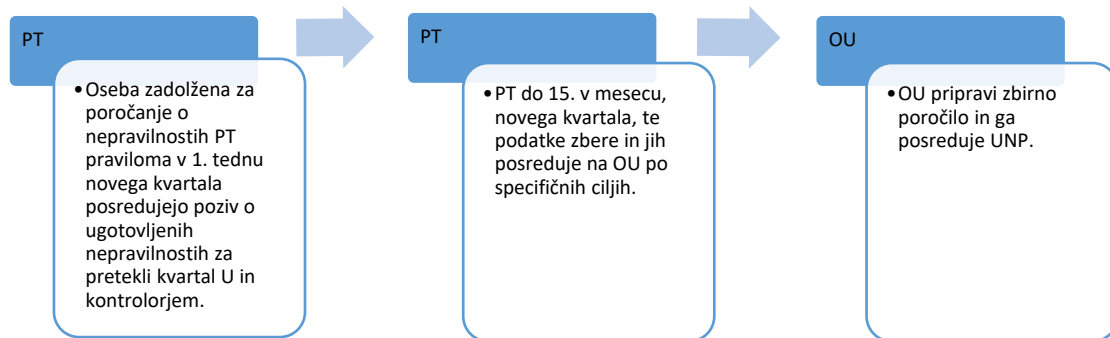 PT
•Oseba zadolžena za
poročanje o
nepravilnostih PT
praviloma v 1. tednu
novega kvartala
posredujejo poziv o
ugotovljenih
nepravilnostih za
pretekli kvartal U in
kontrolorjem.
PT
•PT do 15. v mesecu,
novega kvartala, te
podatke zbere in jih
posreduje na OU po
specifičnih ciljih.
OU
•OU pripravi zbirno
poročilo in ga
posreduje UNP.